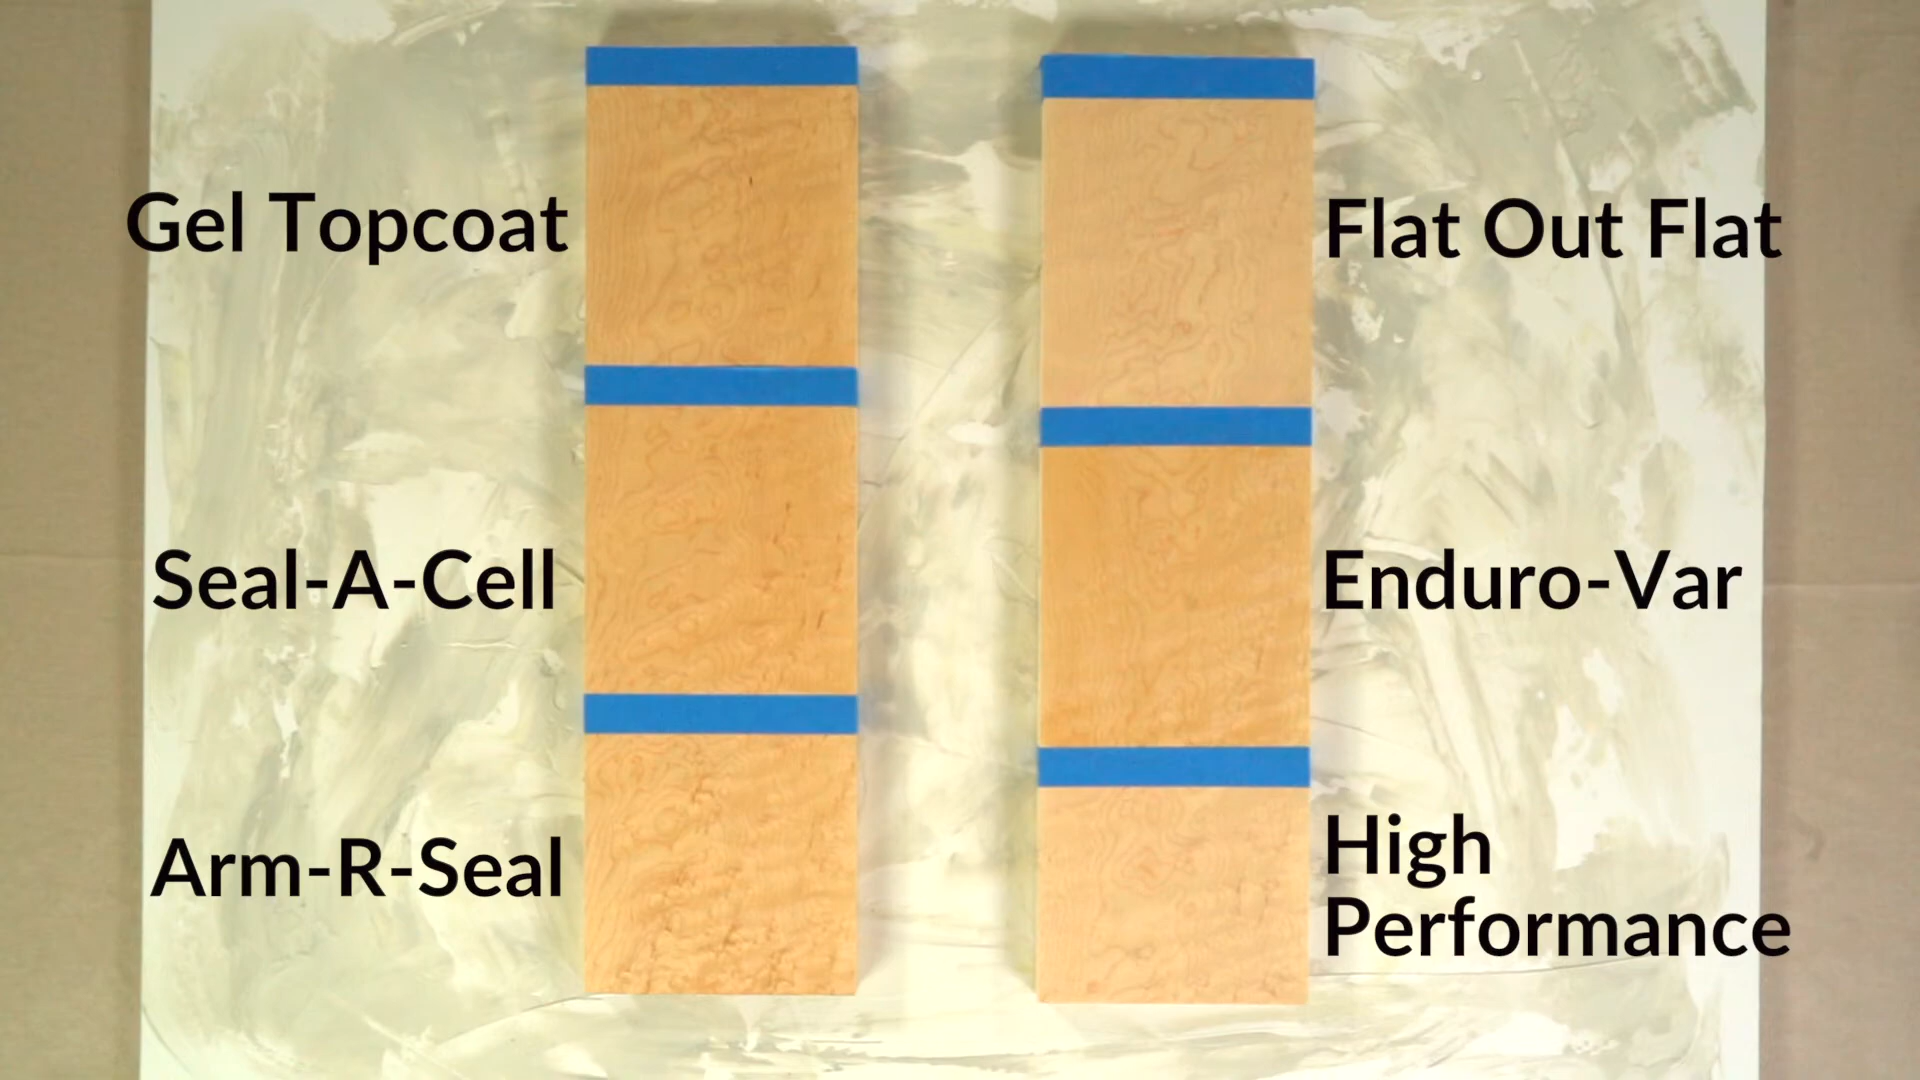 Gel Topcoat
Seal-A-Cell
Arm-R-Seal
Flat Out Flat
Enduro-Var
High
Performance